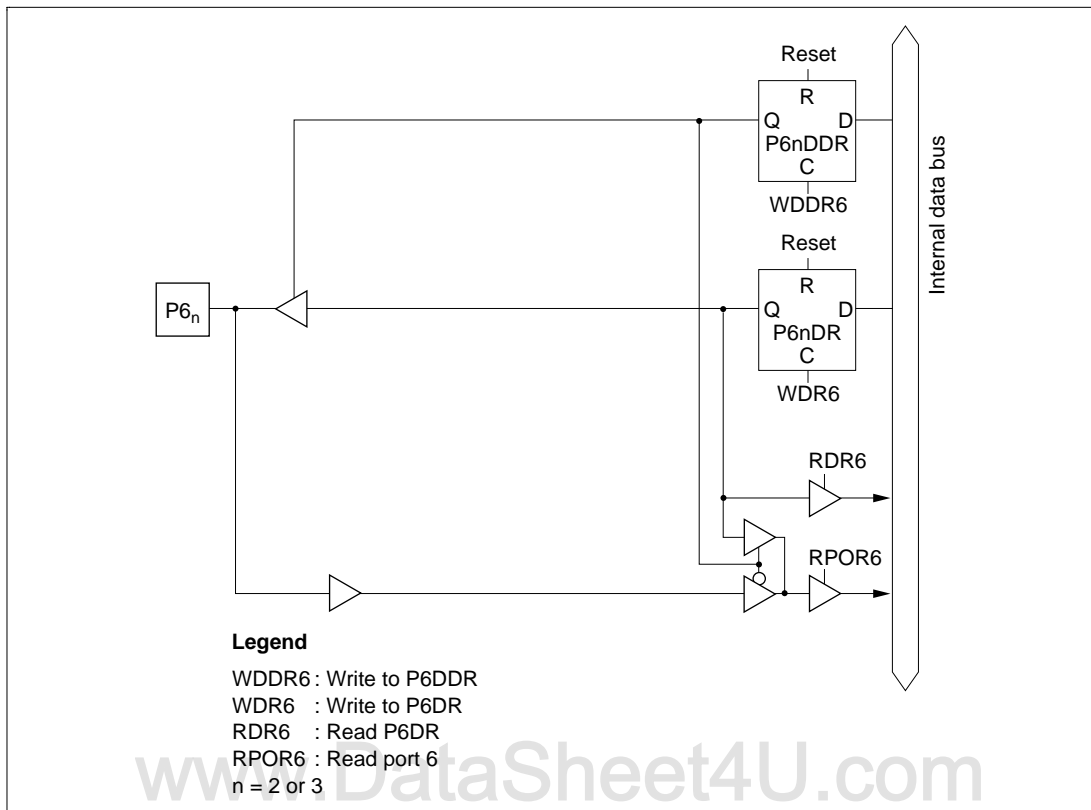 Reset
R
Q D
P6nDDR
C
WDDR6
Internal data bus
Reset
R
P6n
Q D
P6nDR
C
WDR6
RDR6
RPOR6
Legend
WDDR6 : Write to P6DDR
WDR6 : Write to P6DR
RDR6 : Read P6DR
RPOR6 : Read port 6
n = 2 or 3
www.DataSheet4U.com